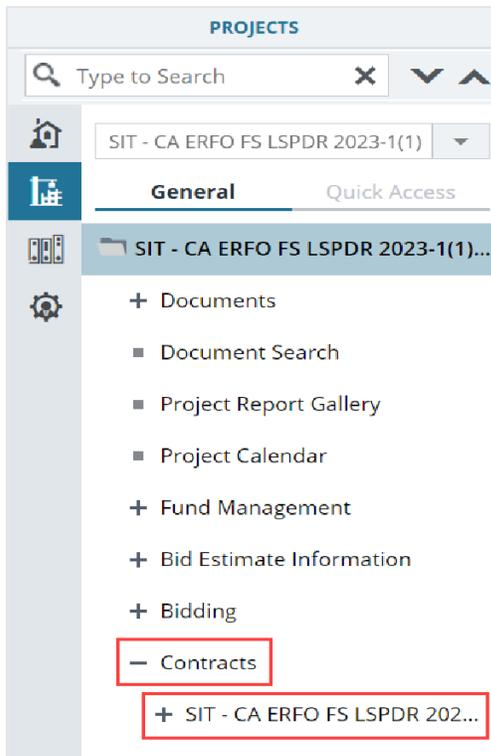 PROJECTS
Type to Search
SIT - CA ERFO FS LSPDR 2023-1(1)
General Quick Access
SIT - CA ERFO FS LSPDR 2023-1(1)...
Documents
Document Search
Project Report Gallery
Project Calendar
Fund Management
Bid Estimate Information
Bidding
Contracts
SIT - CA ERFO FS LSPDR 202...